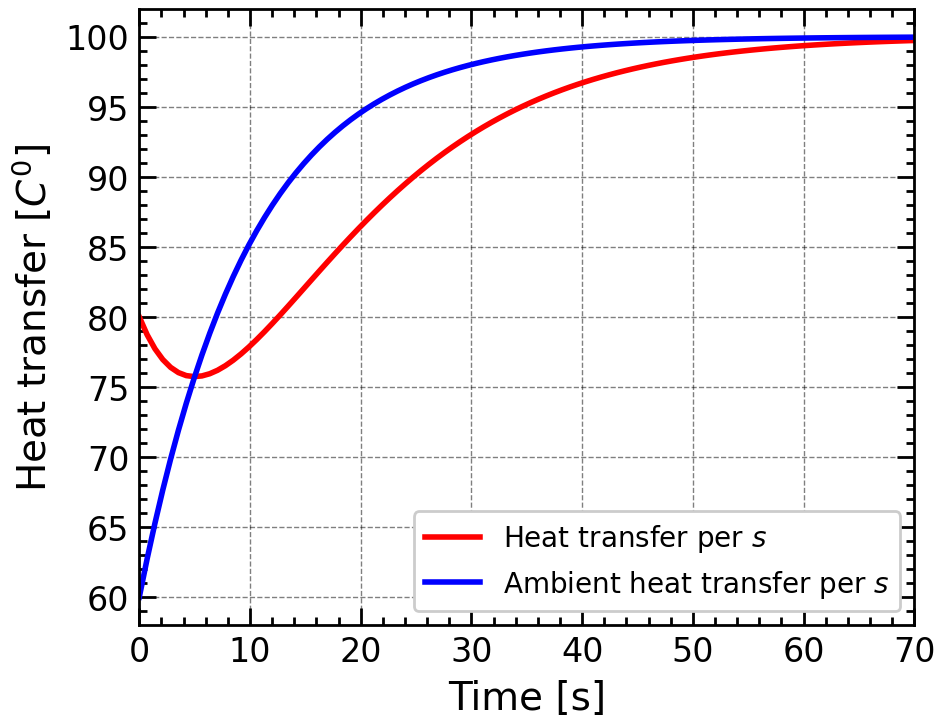 100
95
90
85
80
75
70
65
60
Heat transfer [C⁰]
Heat transfer per s
Ambient heat transfer per s
0 10 20 30 40 50 60 70
Time [s]